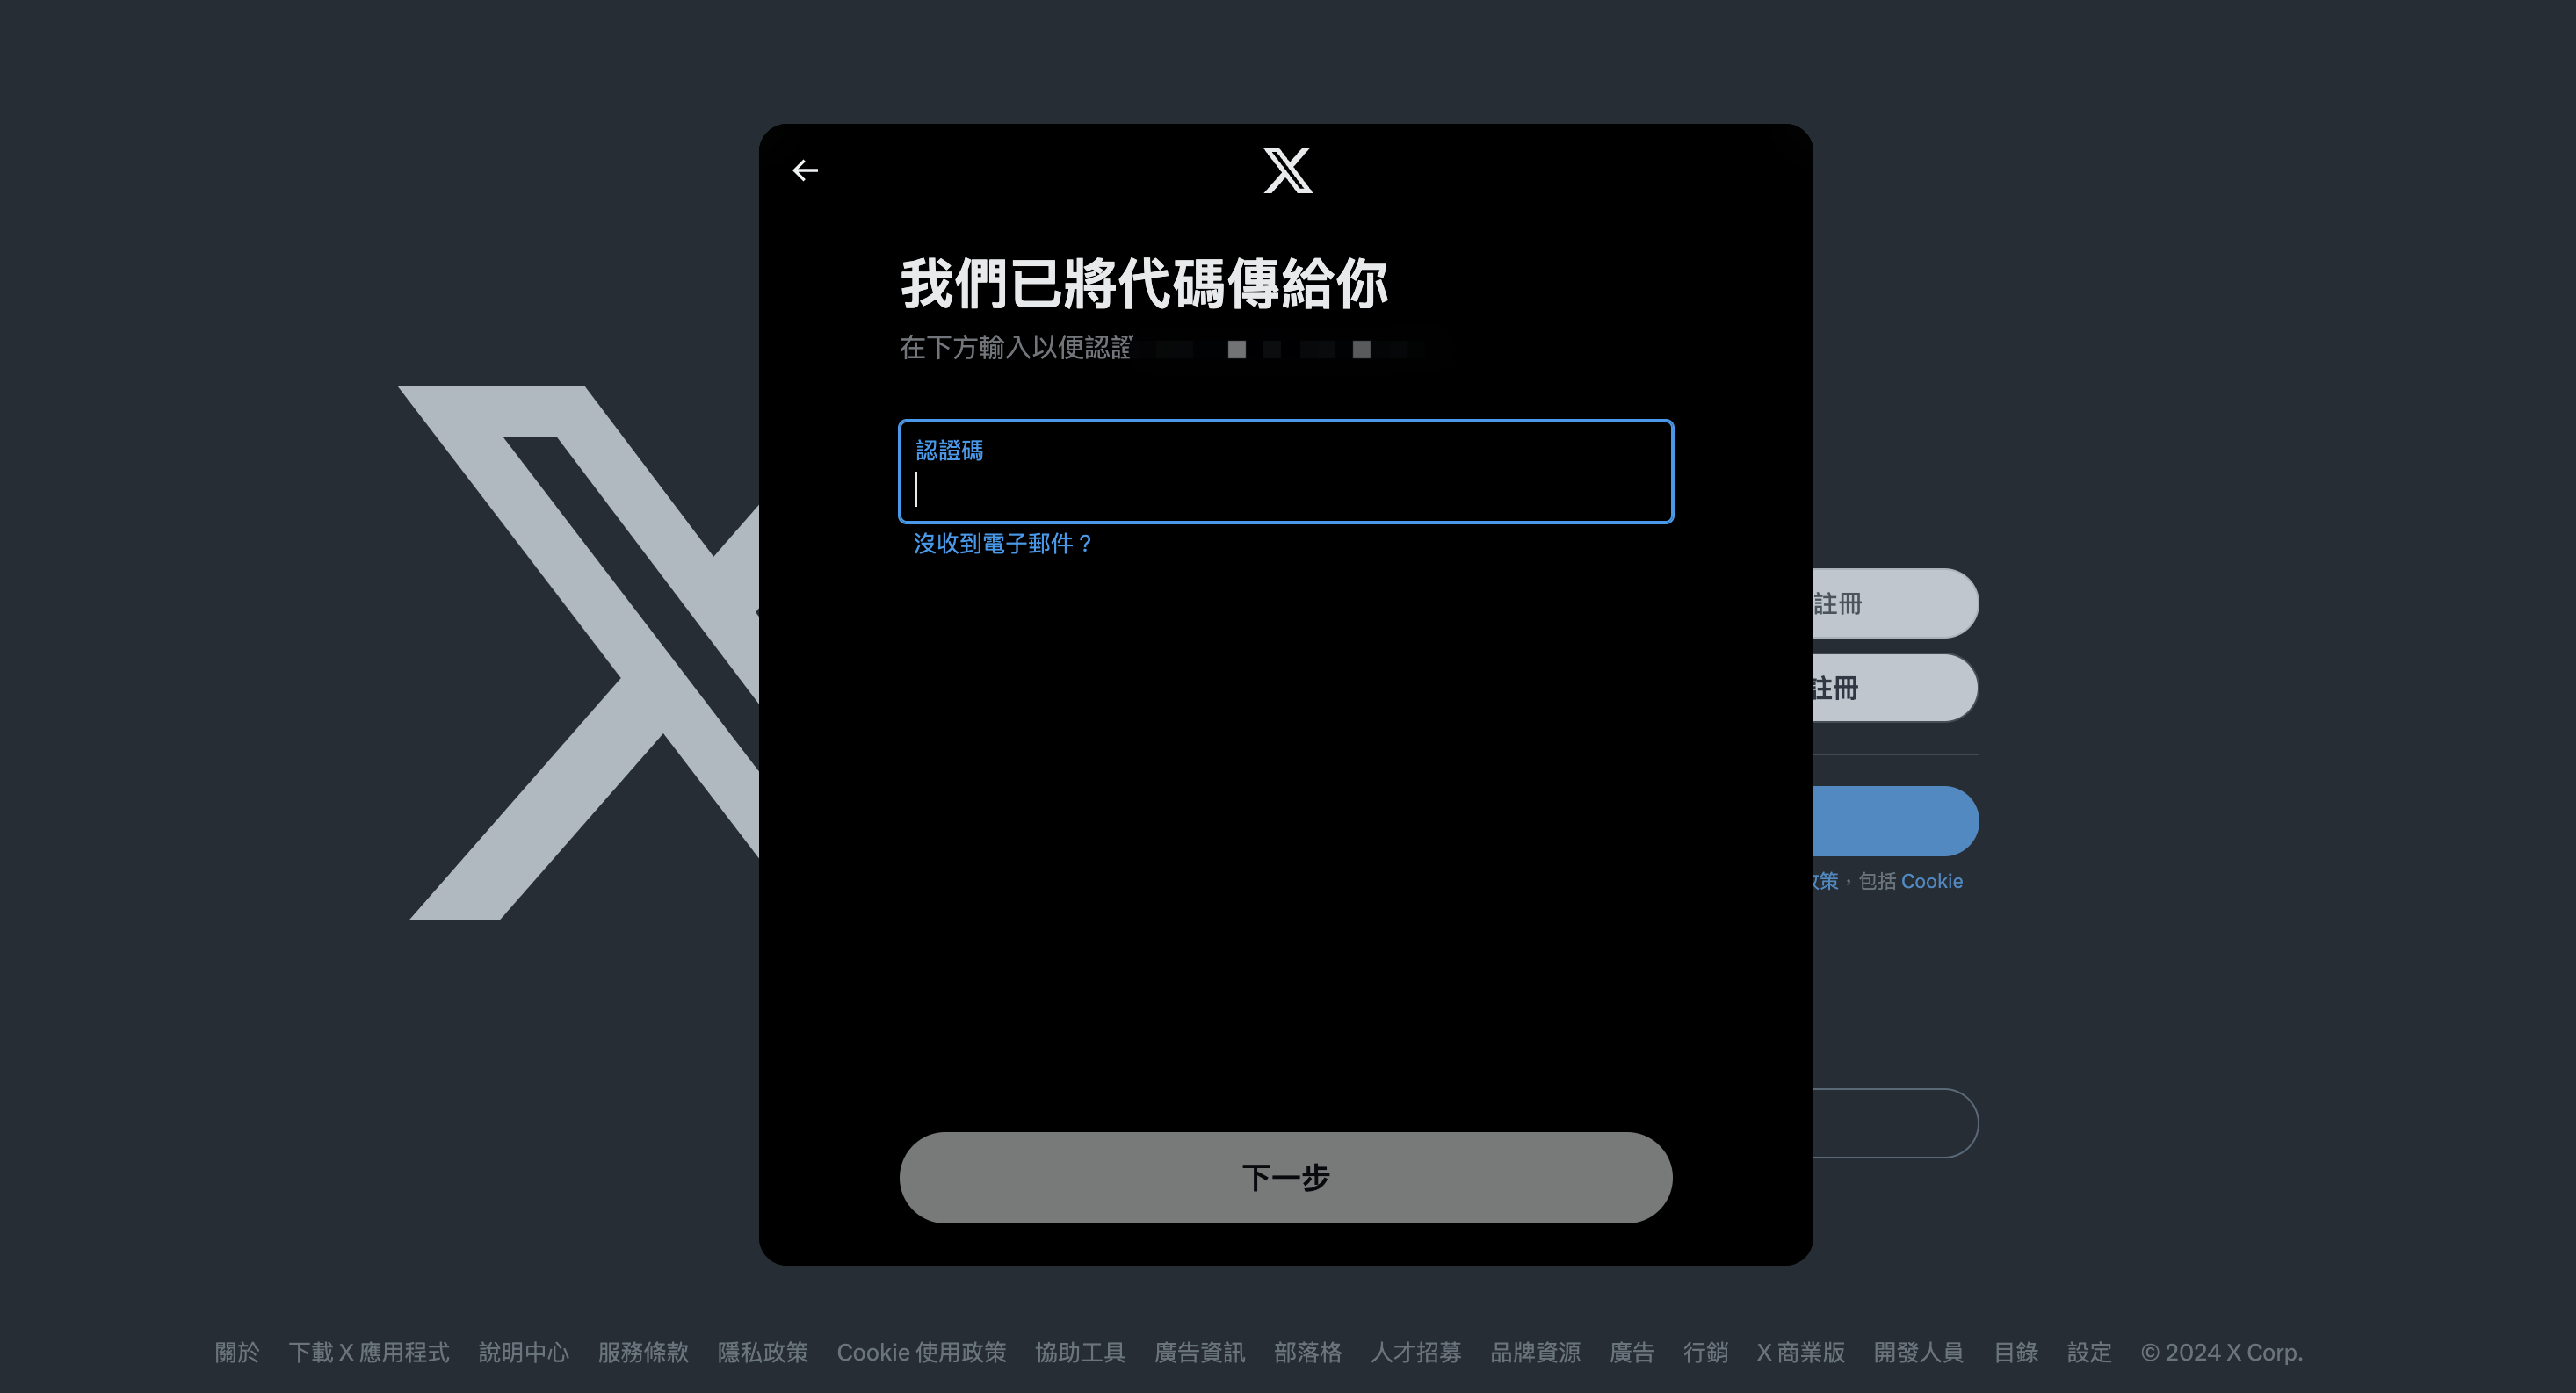 我們已將代碼傳給你
在下方輸入以便認證
認證碼
沒收到電子郵件？
註冊
註冊
政策，包括 Cookie
下一步
關於 下載 X 應用程式 說明中心 服務條款 隱私政策 Cookie 使用政策 協助工具 廣告資訊 部落格 人才招募 品牌資源 廣告 行銷 X 商業版 開發人員 目錄 設定 © 2024 X Corp.